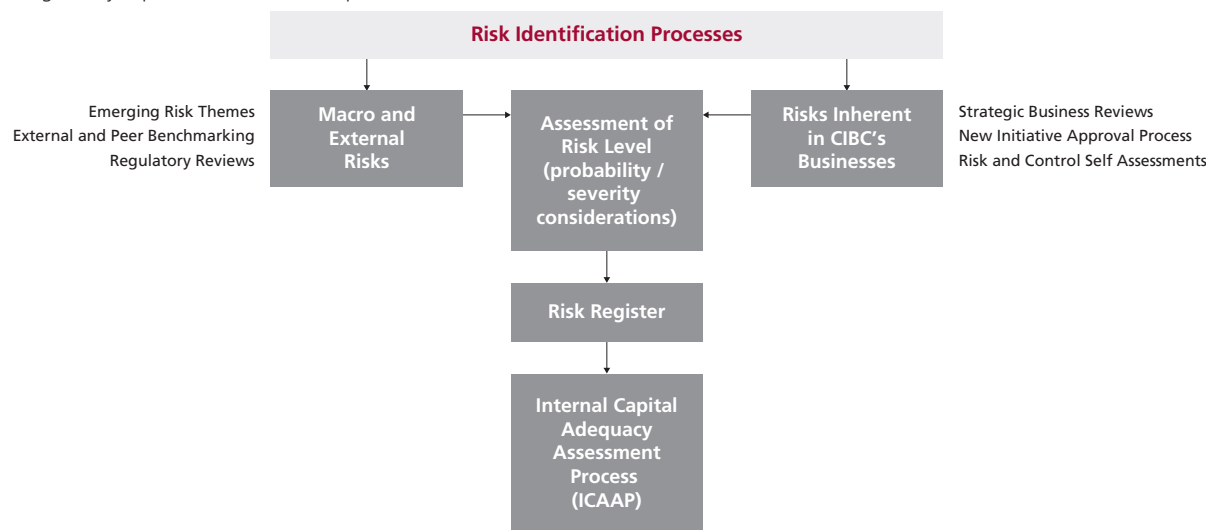 Risk Identification Processes
Emerging Risk Themes
External and Peer Benchmarking
Regulatory Reviews
Macro and
External
Risks
Assessment of
Risk Level
(probability /
severity
considerations)
Risks Inherent
in CIBC's
Businesses
Strategic Business Reviews
New Initiative Approval Process
Risk and Control Self Assessments
Risk Register
Internal Capital
Adequacy
Assessment
Process
(ICAAP)